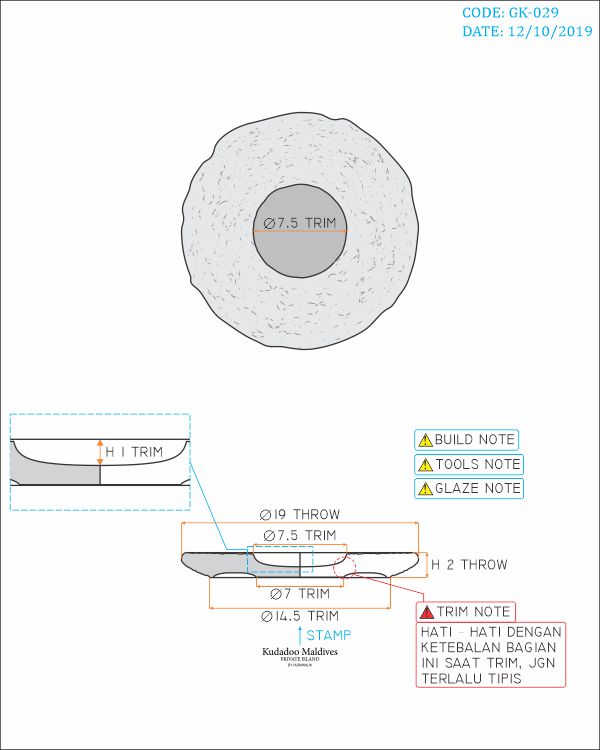 CODE: GK-029
DATE: 12/10/2019
Ø7.5 TRIM
H 1 TRIM
BUILD NOTE
TOOLS NOTE
GLAZE NOTE
Ø19 THROW
Ø7.5 TRIM
H 2 THROW
Ø7 TRIM
Ø14.5 TRIM
STAMP
Kudadoo Maldives
PRIVATE ISLAND
BY HURAWALHI
TRIM NOTE
HATI - HATI DENGAN
KETEBALAN BAGIAN
INI SAAT TRIM, JGN
TERLALU TIPIS